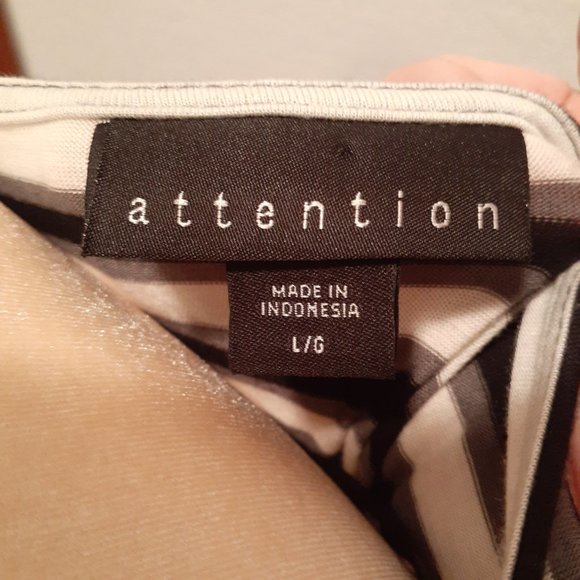 attention
MADE IN
INDONESIA
L/G